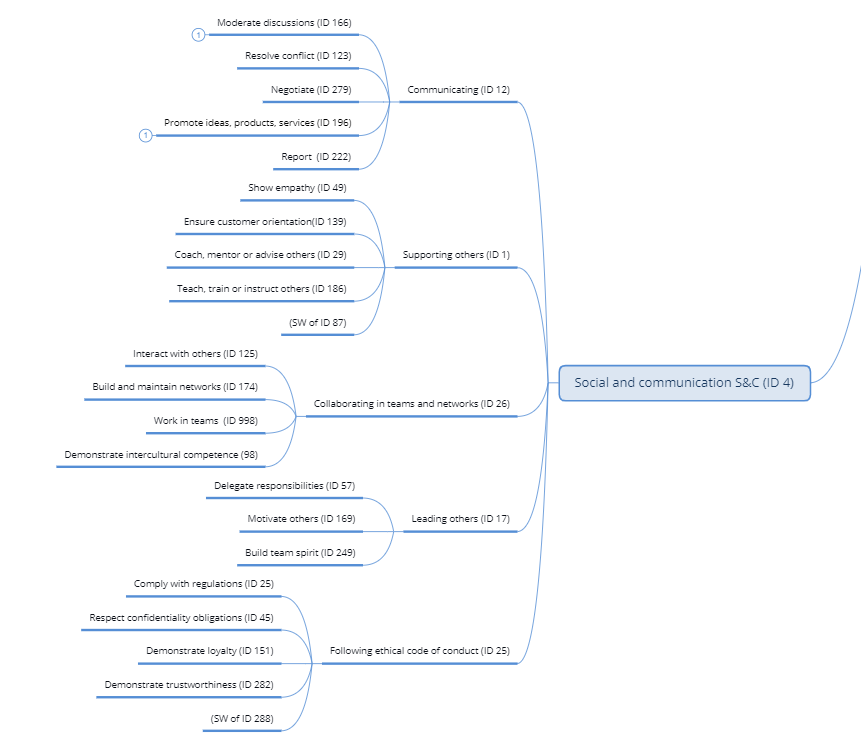 Moderate discussions (ID 166)
1
Resolve conflict (ID 123)
Negotiate (ID 279)
Communicating (ID 12)
Promote ideas, products, services (ID 196)
1
Report  (ID 222)
Show empathy (ID 49)
Ensure customer orientation(ID 139)
Coach, mentor or advise others (ID 29)
Supporting others (ID 1)
Teach, train or instruct others (ID 186)
(SW of ID 87)
Interact with others (ID 125)
Build and maintain networks (ID 174)
Social and communication S&C (ID 4)
Collaborating in teams and networks (ID 26)
Work in teams  (ID 998)
Demonstrate intercultural competence (98)
Delegate responsibilities (ID 57)
Motivate others (ID 169)
Leading others (ID 17)
Build team spirit (ID 249)
Comply with regulations (ID 25)
Respect confidentiality obligations (ID 45)
Demonstrate loyalty (ID 151)
Following ethical code of conduct (ID 25)
Demonstrate trustworthiness (ID 282)
(SW of ID 288)